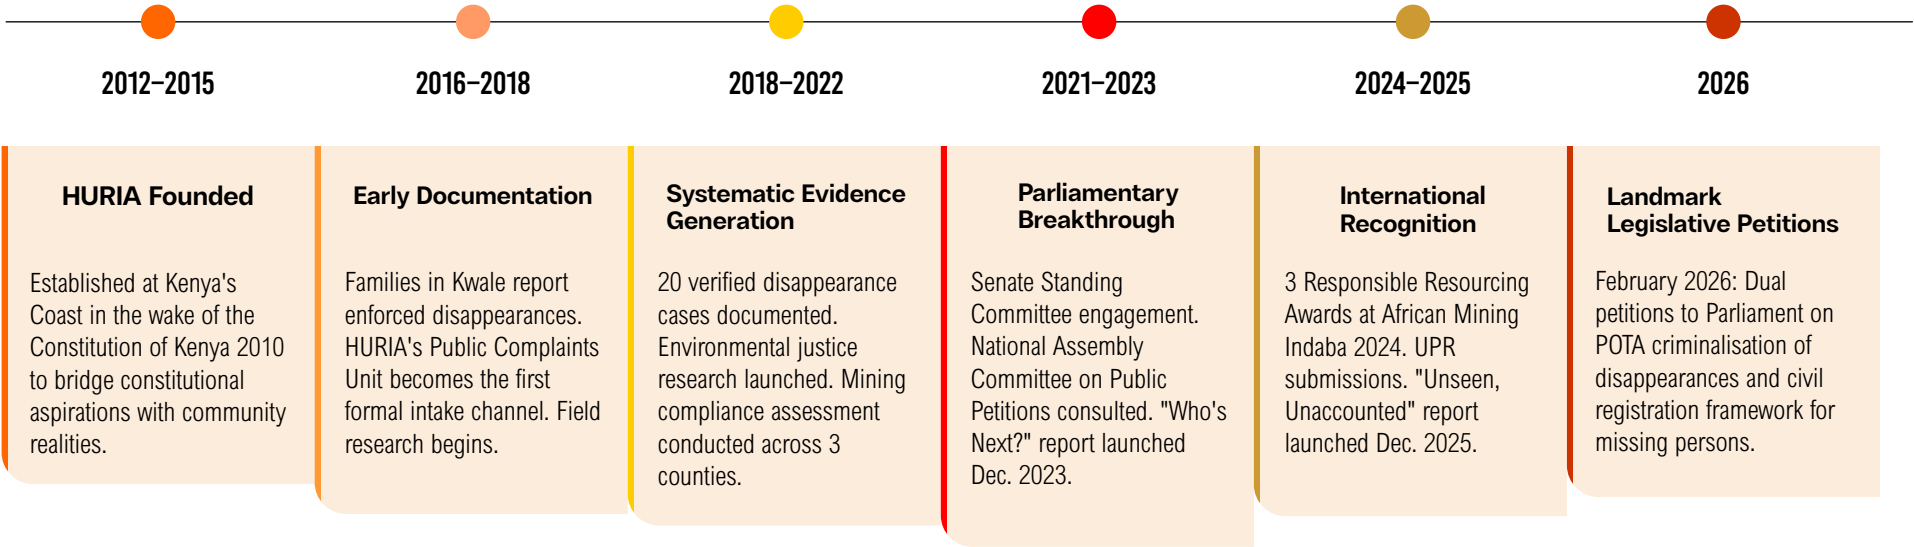 2012–2015
2016–2018
2018–2022
2021–2023
2024–2025
2026
HURIA Founded
Established at Kenya's
Coast in the wake of the
Constitution of Kenya 2010
to bridge constitutional
aspirations with community
realities.
Early Documentation
Families in Kwale report
enforced disappearances.
HURIA's Public Complaints
Unit becomes the first
formal intake channel. Field
research begins.
Systematic Evidence
Generation
20 verified disappearance
cases documented.
Environmental justice
research launched. Mining
compliance assessment
conducted across 3
counties.
Parliamentary
Breakthrough
Senate Standing
Committee engagement.
National Assembly
Committee on Public
Petitions consulted. "Who's
Next?" report launched
Dec. 2023.
International
Recognition
3 Responsible Resourcing
Awards at African Mining
Indaba 2024. UPR
submissions. "Unseen,
Unaccounted" report
launched Dec. 2025.
Landmark
Legislative Petitions
February 2026: Dual
petitions to Parliament on
POTA criminalisation of
disappearances and civil
registration framework for
missing persons.